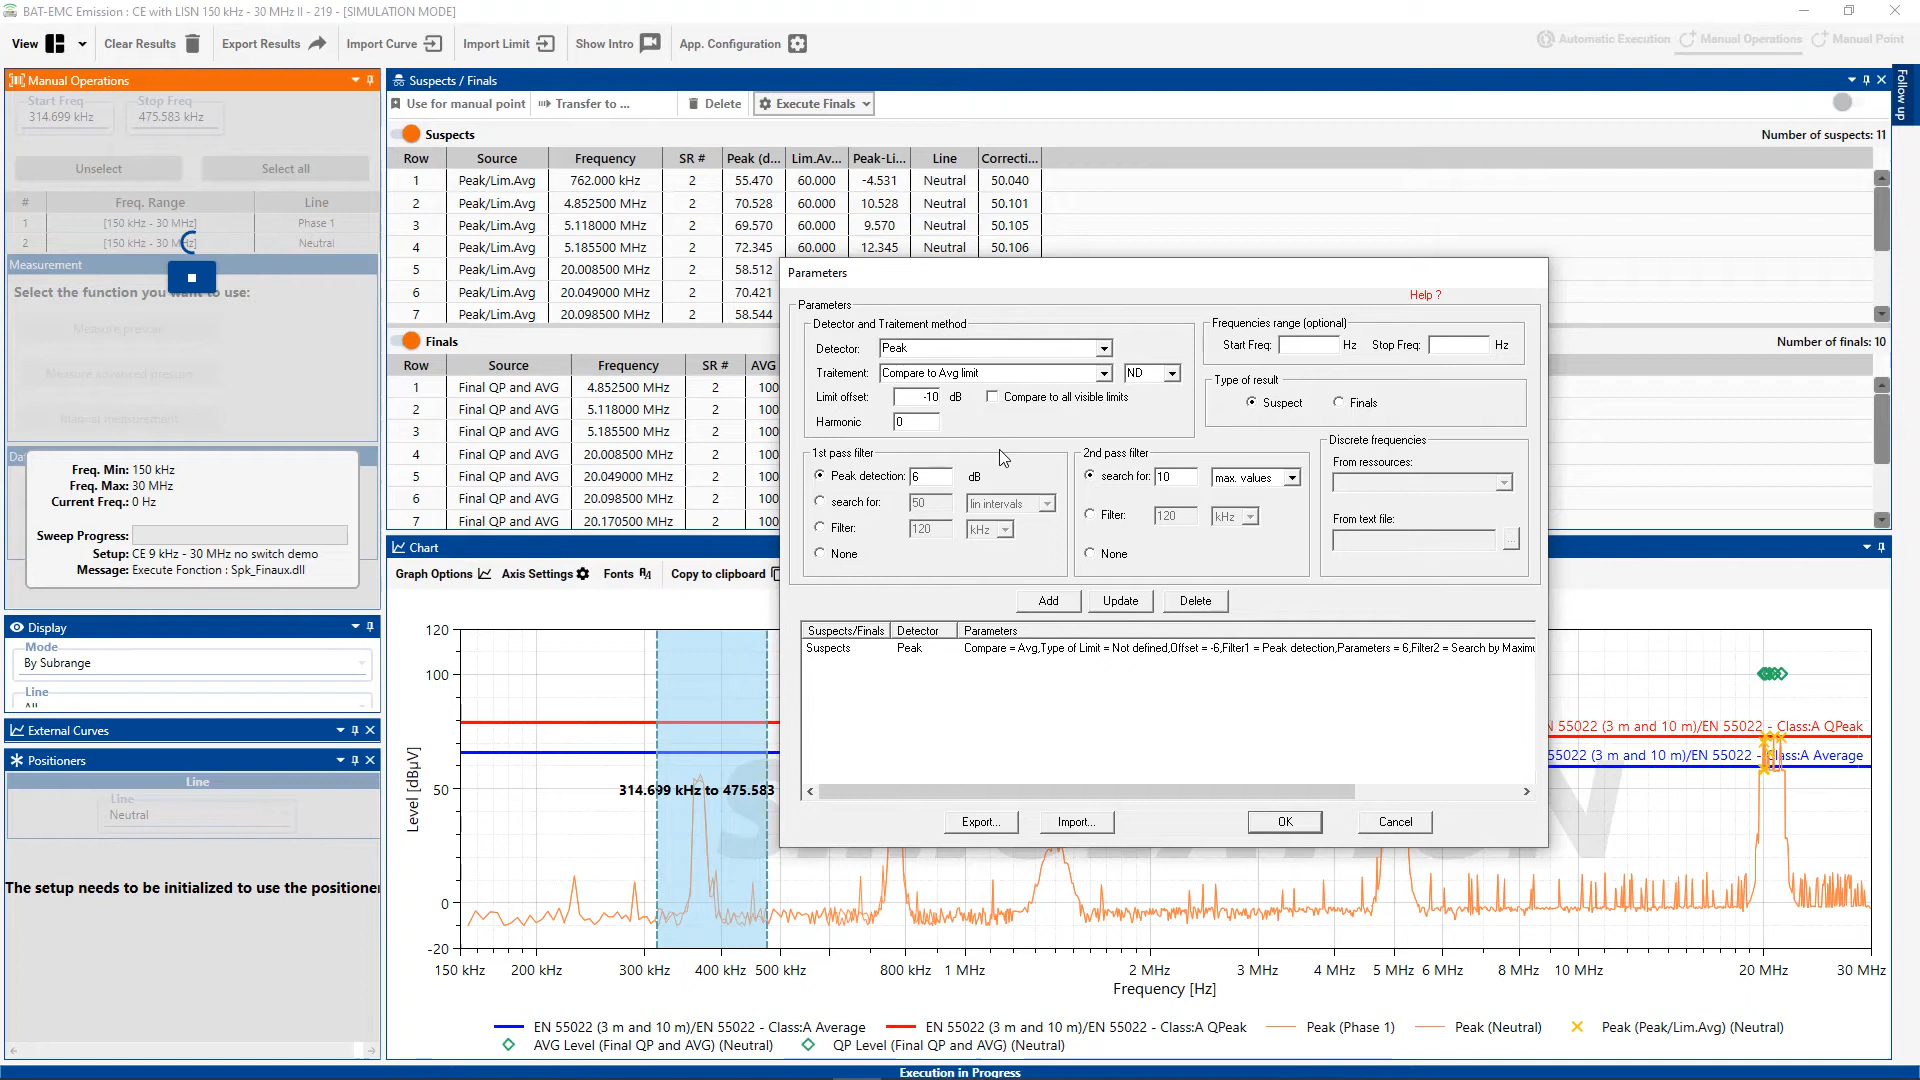 BAT-EMC Emission : CE with LISN 150 kHz - 30 MHz II - 219 - [SIMULATION MODE]
View Clear Results Export Results Import Curve Import Limit Show Intro App. Configuration Automatic Execution Manual Operations Manual Point
Manual Operations
Start Freq Stop Freq
314.699 kHz 475.583 kHz
Unselect Select all
# Freq. Range Line
1 [150 kHz - 30 MHz] Phase 1
2 [150 kHz - 30 MHz] Neutral
Measurement
Select the function you want to use:
Measure prescan
Measure advanced prescan
Manual measurement
Freq. Min: 150 kHz
Freq. Max: 30 MHz
Current Freq.: 0 Hz
Sweep Progress:
Setup: CE 9 kHz - 30 MHz no switch demo
Message: Execute Function : Spk_Finaux.dll
Display
Mode
By Subrange
Line
All
External Curves
Positioners
Line
Line
Neutral
The setup needs to be initialized to use the positioner
Suspects / Finals
Follow up
Use for manual point Transfer to ... Delete Execute Finals
Suspects Number of suspects: 11
Row Source Frequency SR # Peak (d... Lim.Av... Peak-Li... Line Correcti...
1 Peak/Lim.Avg 762.000 kHz 2 55.470 60.000 -4.531 Neutral 50.040
2 Peak/Lim.Avg 4.852500 MHz 2 70.528 60.000 10.528 Neutral 50.101
3 Peak/Lim.Avg 5.118000 MHz 2 69.570 60.000 9.570 Neutral 50.105
4 Peak/Lim.Avg 5.185500 MHz 2 72.345 60.000 12.345 Neutral 50.106
5 Peak/Lim.Avg 20.008500 MHz 2 58.512
6 Peak/Lim.Avg 20.049000 MHz 2 70.421
7 Peak/Lim.Avg 20.098500 MHz 2 58.544
Finals Number of finals: 10
Row Source Frequency SR # AVG
1 Final QP and AVG 4.852500 MHz 2 100
2 Final QP and AVG 5.118000 MHz 2 100
3 Final QP and AVG 5.185500 MHz 2 100
4 Final QP and AVG 20.008500 MHz 2 100
5 Final QP and AVG 20.049000 MHz 2 100
6 Final QP and AVG 20.098500 MHz 2 100
7 Final QP and AVG 20.170500 MHz 2 100
Chart
Graph Options Axis Settings Fonts Copy to clipboard
Parameters
Help ?
Parameters
Detector and Traitement method
Detector: Peak
Traitement: Compare to Avg limit ND
Limit offset: -10 dB Compare to all visible limits
Harmonic 0
Frequencies range (optional)
Start Freq: Hz Stop Freq: Hz
Type of result
Suspect Finals
1st pass filter
Peak detection: 6 dB
search for: 50 lin intervals
Filter: 120 kHz
None
2nd pass filter
search for: 10 max. values
Filter: 120 kHz
None
Discrete frequencies
From ressources:
From text file:
...
Add Update Delete
Suspects/Finals Detector Parameters
Suspects Peak Compare = Avg,Type of Limit = Not defined,Offset = -6,Filter1 = Peak detection,Parameters = 6,Filter2 = Search by Maximu
Export... Import... OK Cancel
120
100
50
0
-20
Level [dBµV]
314.699 kHz to 475.583
N 55022 (3 m and 10 m)/EN 55022 - Class:A QPeak
55022 (3 m and 10 m)/EN 55022 - Class:A Average
SIMULATION
150 kHz 200 kHz 300 kHz 400 kHz 500 kHz 800 kHz 1 MHz 2 MHz 3 MHz 4 MHz 5 MHz 6 MHz 8 MHz 10 MHz 20 MHz 30 MHz
Frequency [Hz]
EN 55022 (3 m and 10 m)/EN 55022 - Class:A Average EN 55022 (3 m and 10 m)/EN 55022 - Class:A QPeak Peak (Phase 1) Peak (Neutral) Peak (Peak/Lim.Avg) (Neutral)
AVG Level (Final QP and AVG) (Neutral) QP Level (Final QP and AVG) (Neutral)
Execution in Progress